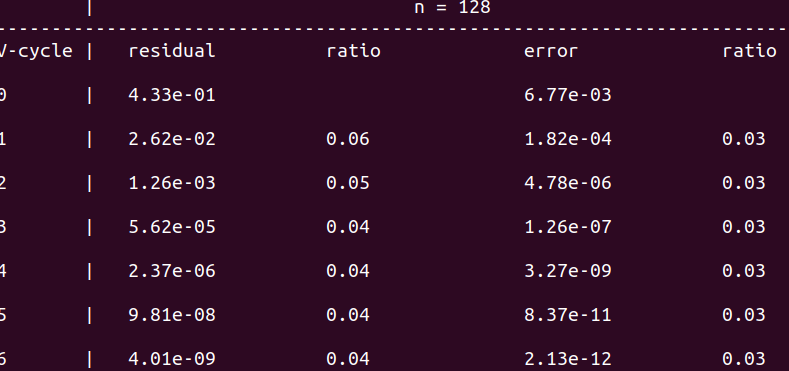 | n = 128
--------------------------------------------------------------------------------
V-cycle | residual ratio error ratio
0 | 4.33e-01 6.77e-03
1 | 2.62e-02 0.06 1.82e-04 0.03
2 | 1.26e-03 0.05 4.78e-06 0.03
3 | 5.62e-05 0.04 1.26e-07 0.03
4 | 2.37e-06 0.04 3.27e-09 0.03
5 | 9.81e-08 0.04 8.37e-11 0.03
6 | 4.01e-09 0.04 2.13e-12 0.03